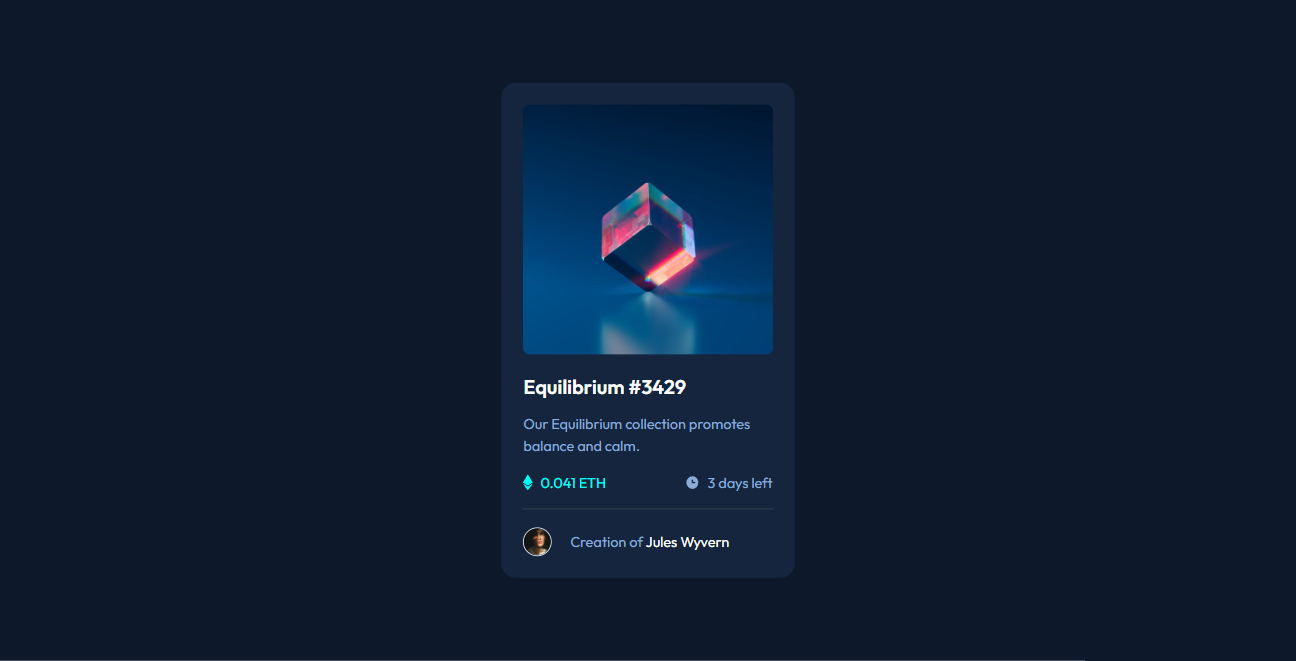 Equilibrium #3429
Our Equilibrium collection promotes
balance and calm.
0.041 ETH
3 days left
Creation of Jules Wyvern